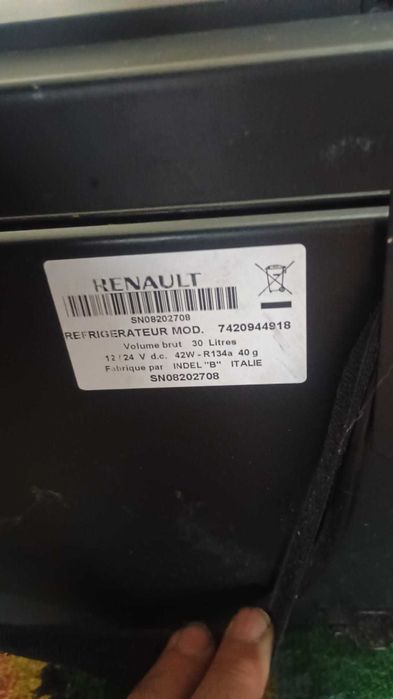 RENAULT
SN08202708
REFRIGERATEUR MOD. 7420944918
Volume brut 30 Litres
12/24 V d.c. 42W - R134a 40 g
Fabrique par INDEL "B" ITALIE
SN08202708